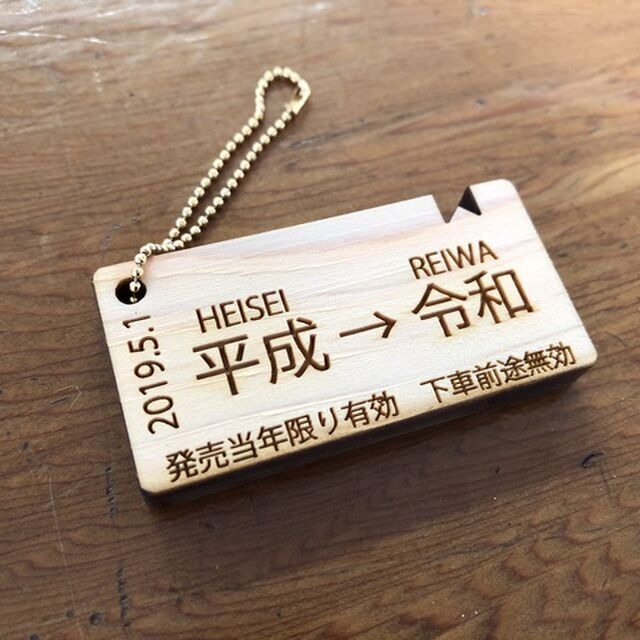 2019.5.1
HEISEI
REIWA
平成 → 令和
発売当年限り有効 下車前途無効